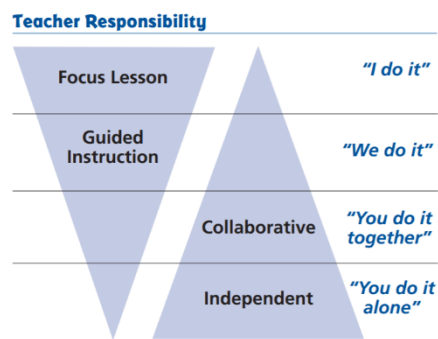 Teacher Responsibility
Focus Lesson
“I do it”
Guided
Instruction
“We do it”
Collaborative
“You do it
together”
Independent
“You do it
alone”